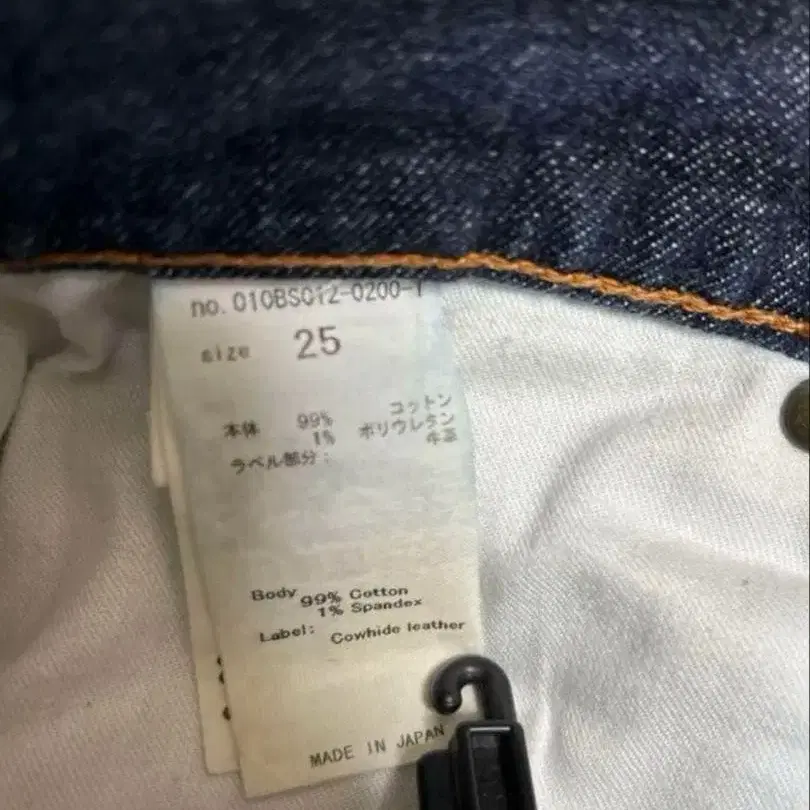 no. 010BS012-0200-1
size 25
本体 99% コットン
1% ポリウレタン
ラベル部分: 牛革
Body 99% Cotton
1% Spandex
Label: Cowhide leather
MADE IN JAPAN